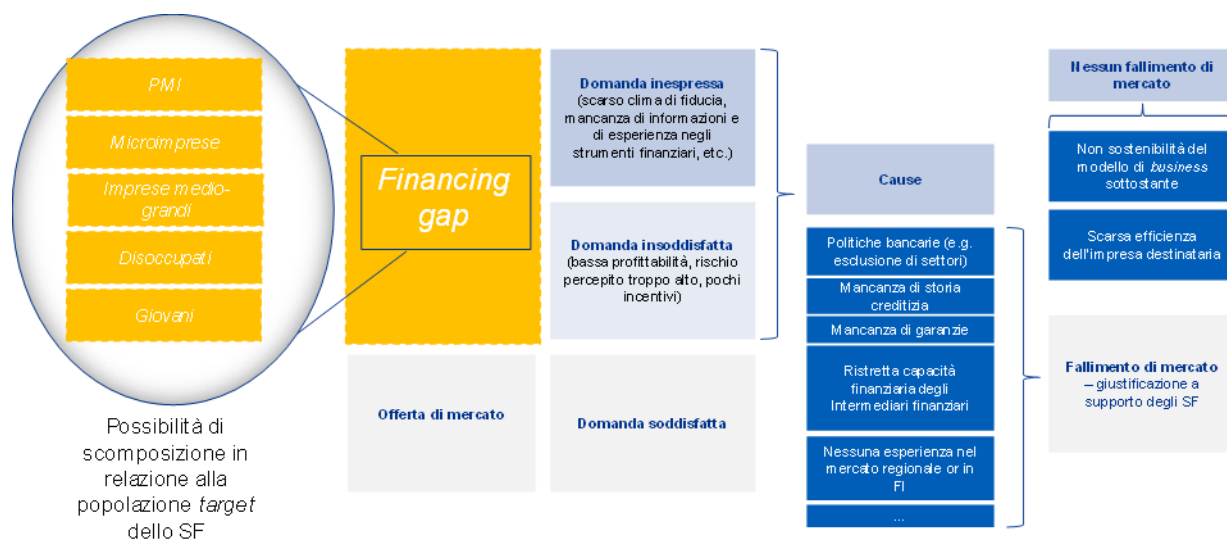 PMI
Microimprese
Imprese medio-
grandi
Disoccupati
Giovani
Possibilità di
scomposizione in
relazione alla
popolazione target
dello SF
Financing
gap
Offerta di mercato
Domanda inespressa
(scarso clima di fiducia,
mancanza di informazioni e
di esperienza negli
strumenti finanziari, etc.)
Domanda insoddisfatta
(bassa profittabilità, rischio
percepito troppo alto, pochi
incentivi)
Domanda soddisfatta
Cause
Politiche bancarie (e.g.
esclusione di settori)
Mancanza di storia
creditizia
Mancanza di garanzie
Ristretta capacità
finanziaria degli
Intermediari finanziari
Nessuna esperienza nel
mercato regionale or in
FI
...
Nessun fallimento di
mercato
Non sostenibilità del
modello di business
sottostante
Scarsa efficienza
dell'impresa destinataria
Fallimento di mercato
– giustificazione a
supporto degli SF